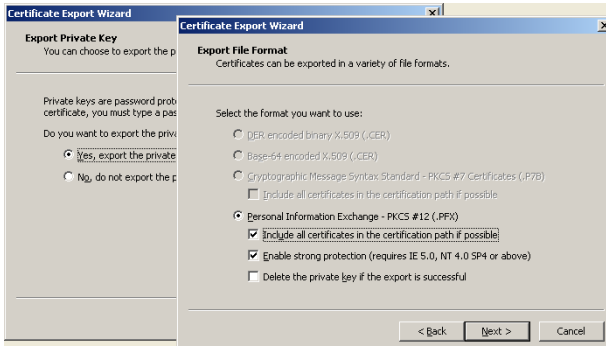 Certificate Export Wizard
Export Private Key
You can choose to export the p
Private keys are password prot
certificate, you must type a pas
Do you want to export the priva
Yes, export the private
No, do not export the p
Certificate Export Wizard
Export File Format
Certificates can be exported in a variety of file formats.
Select the format you want to use:
DER encoded binary X.509 (.CER)
Base-64 encoded X.509 (.CER)
Cryptographic Message Syntax Standard - PKCS #7 Certificates (.P7B)
Include all certificates in the certification path if possible
Personal Information Exchange - PKCS #12 (.PFX)
Include all certificates in the certification path if possible
Enable strong protection (requires IE 5.0, NT 4.0 SP4 or above)
Delete the private key if the export is successful
< Back Next > Cancel